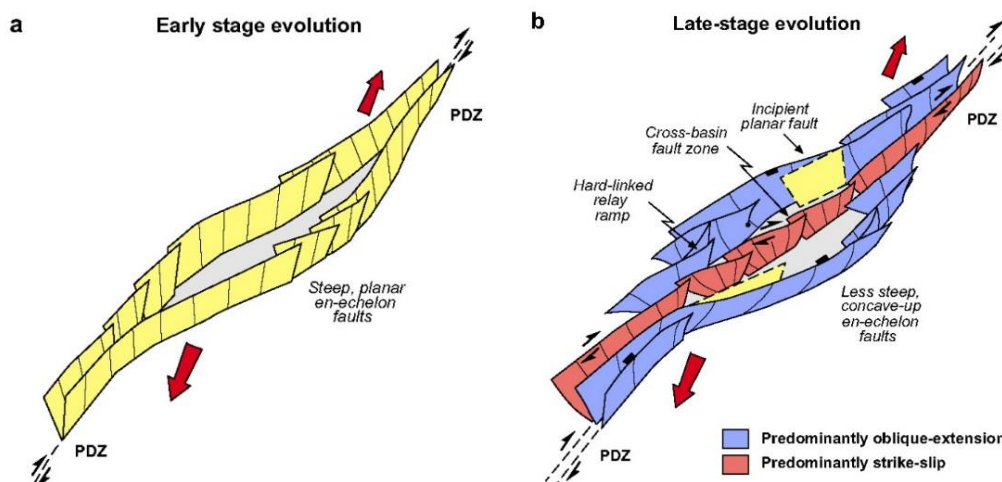 a
Early stage evolution
PDZ
Steep, planar
en-echelon
faults
PDZ
b
Late-stage evolution
PDZ
Incipient
planar fault
Cross-basin
fault zone
Hard-linked
relay
ramp
Less steep,
concave-up
en-echelon
faults
PDZ
Predominantly oblique-extension
Predominantly strike-slip